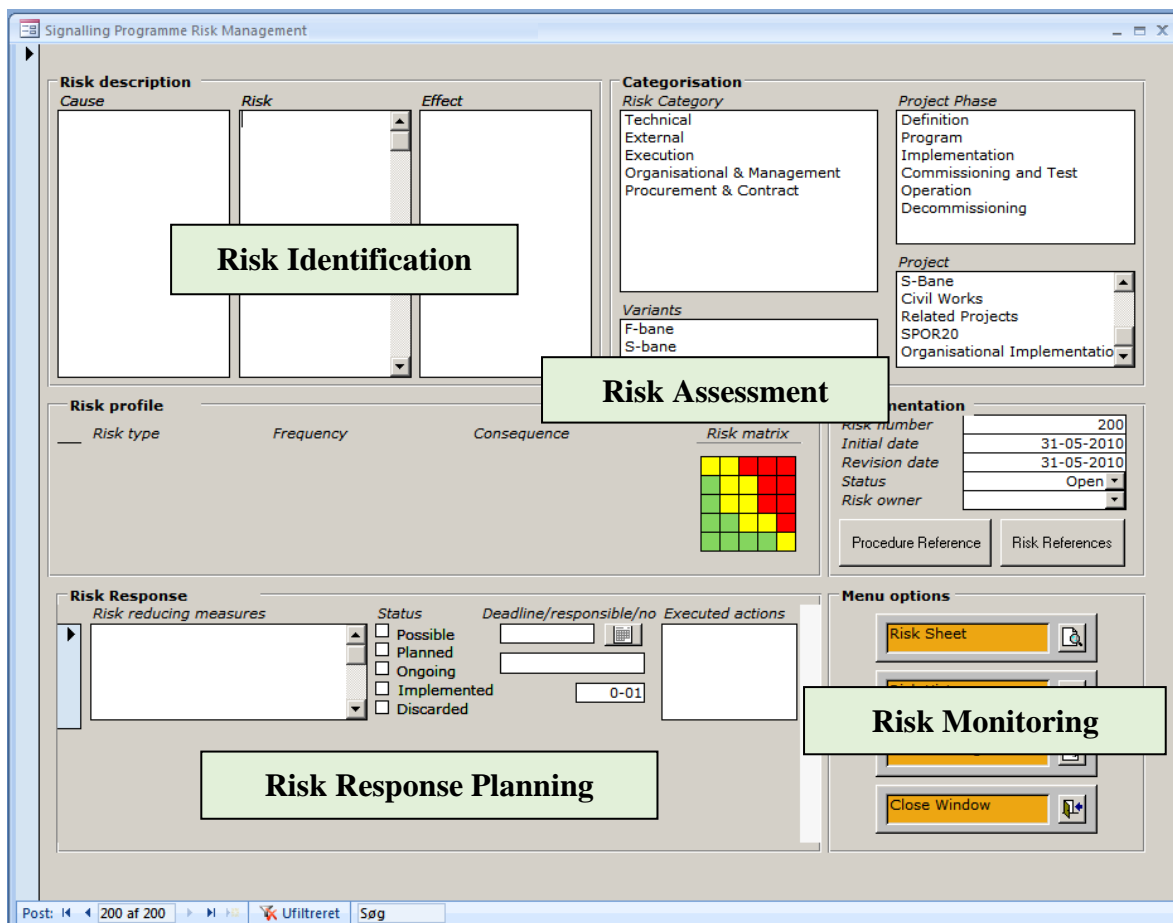 Signalling Programme Risk Management
Risk description
Cause
Risk
Effect
Risk Identification
Categorisation
Risk Category
Technical
External
Execution
Organisational & Management
Procurement & Contract
Project Phase
Definition
Program
Implementation
Commissioning and Test
Operation
Decommissioning
Variants
F-bane
S-bane
Project
S-Bane
Civil Works
Related Projects
SPOR20
Organisational Implementatio
Risk Assessment
Risk profile
Risk type
Frequency
Consequence
Risk matrix
Risk number 200
Initial date 31-05-2010
Revision date 31-05-2010
Status Open
Risk owner
Procedure Reference
Risk References
Risk Response
Risk reducing measures
Status
Possible
Planned
Ongoing
Implemented
Discarded
Deadline/responsible/no
0-01
Executed actions
Risk Response Planning
Menu options
Risk Sheet
Risk Monitoring
Close Window
Post: 200 af 200 Ufiltreret Søg